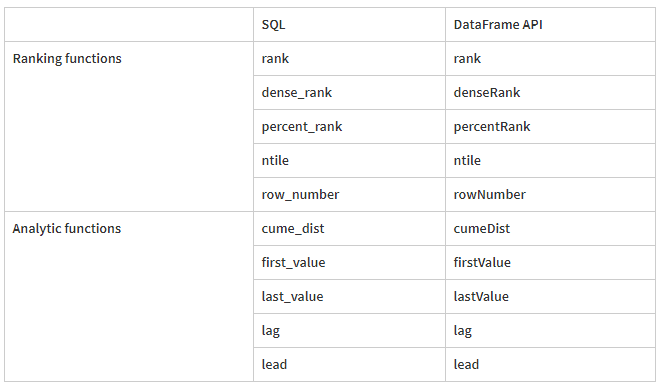 SQL DataFrame API
Ranking functions rank rank
dense_rank denseRank
percent_rank percentRank
ntile ntile
row_number rowNumber
Analytic functions cume_dist cumeDist
first_value firstValue
last_value lastValue
lag lag
lead lead